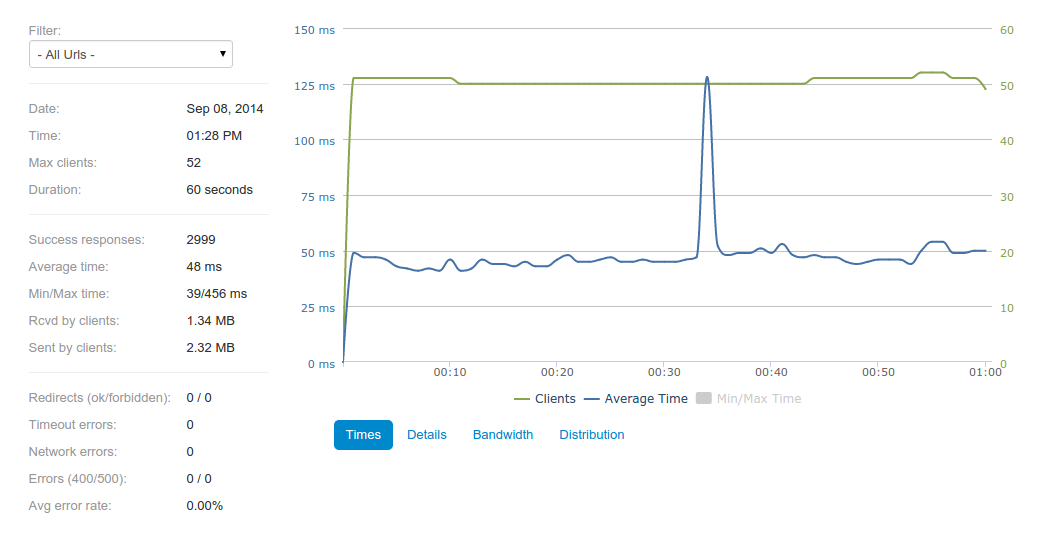 Filter:
- All Urls -
Date: Sep 08, 2014
Time: 01:28 PM
Max clients: 52
Duration: 60 seconds
Success responses: 2999
Average time: 48 ms
Min/Max time: 39/456 ms
Rcvd by clients: 1.34 MB
Sent by clients: 2.32 MB
Redirects (ok/forbidden): 0 / 0
Timeout errors: 0
Network errors: 0
Errors (400/500): 0 / 0
Avg error rate: 0.00%
150 ms 60
125 ms 50
100 ms 40
75 ms 30
50 ms 20
25 ms 10
0 ms 0
00:10 00:20 00:30 00:40 00:50 01:00
Clients Average Time Min/Max Time
Times Details Bandwidth Distribution